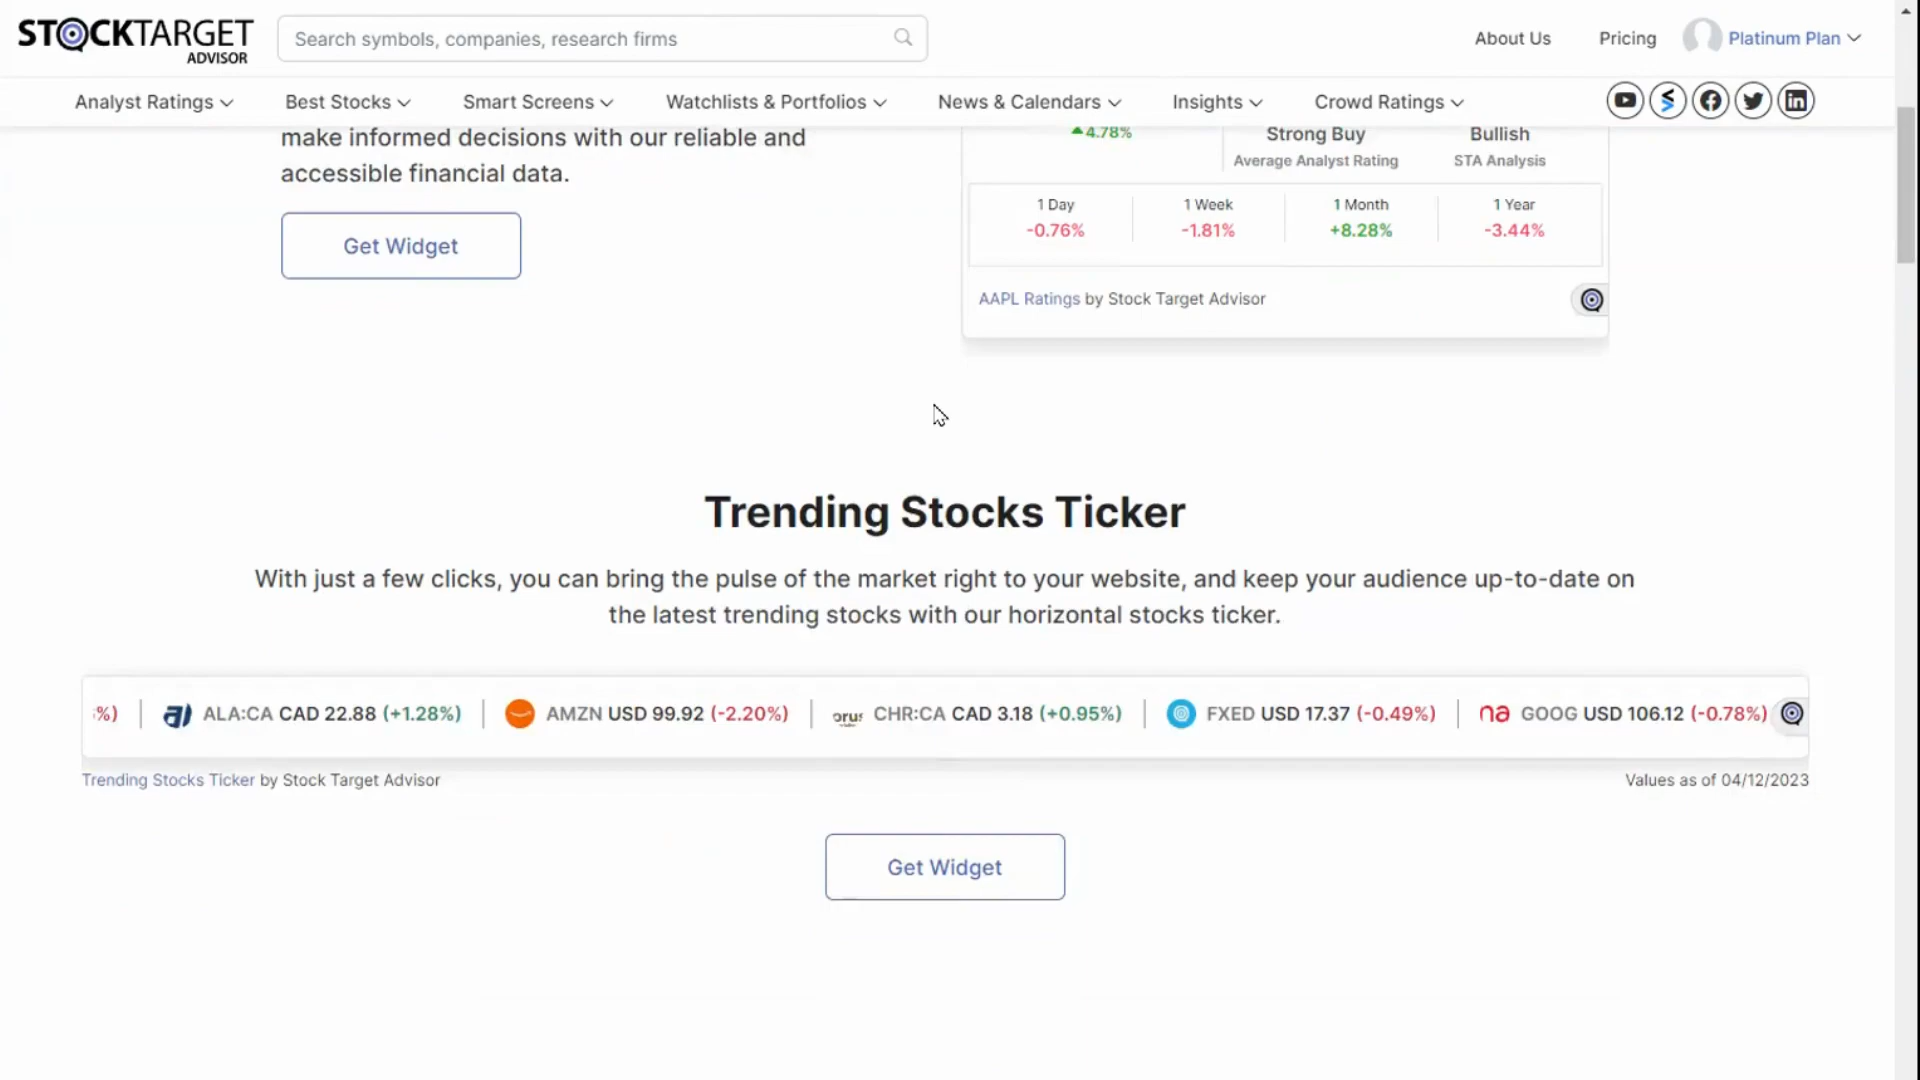 STOCKTARGET
ADVISOR
Search symbols, companies, research firms
About Us
Pricing
Platinum Plan
Analyst Ratings
Best Stocks
Smart Screens
Watchlists & Portfolios
News & Calendars
Insights
Crowd Ratings
make informed decisions with our reliable and
accessible financial data.
Get Widget
4.78%
Strong Buy
Average Analyst Rating
Bullish
STA Analysis
1 Day
-0.76%
1 Week
-1.81%
1 Month
+8.28%
1 Year
-3.44%
AAPL Ratings by Stock Target Advisor
Trending Stocks Ticker
With just a few clicks, you can bring the pulse of the market right to your website, and keep your audience up-to-date on
the latest trending stocks with our horizontal stocks ticker.
%)
ALA:CA CAD 22.88 (+1.28%)
AMZN USD 99.92 (-2.20%)
CHR:CA CAD 3.18 (+0.95%)
FXED USD 17.37 (-0.49%)
na GOOG USD 106.12 (-0.78%)
Trending Stocks Ticker by Stock Target Advisor
Values as of 04/12/2023
Get Widget